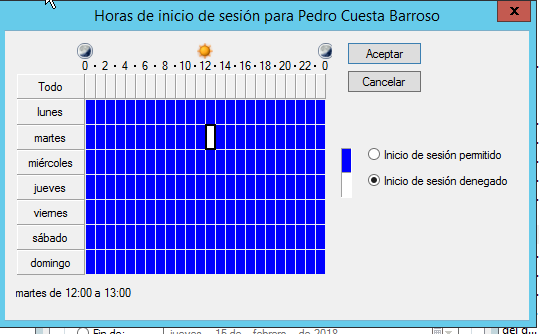 Horas de inicio de sesión para Pedro Cuesta Barroso
x
0 · 2 · 4 · 6 · 8 · 10 · 12 · 14 · 16 · 18 · 20 · 22 · 0
Aceptar
Cancelar
Todo
lunes
martes
miércoles
jueves
viernes
sábado
domingo
Inicio de sesión permitido
Inicio de sesión denegado
martes de 12:00 a 13:00
Fin de: jueves , 15 de febrero de 2018